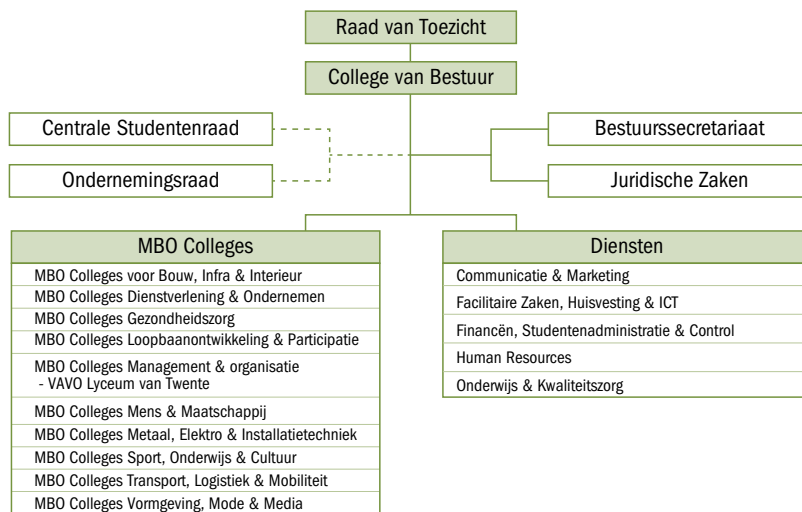 Raad van Toezicht
College van Bestuur
Centrale Studentenraad
Bestuurssecretariaat
Ondernemingsraad
Juridische Zaken
MBO Colleges
MBO Colleges voor Bouw, Infra & Interieur
MBO Colleges Dienstverlening & Ondernemen
MBO Colleges Gezondheidszorg
MBO Colleges Loopbaanontwikkeling & Participatie
MBO Colleges Management & organisatie
- VAVO Lyceum van Twente
MBO Colleges Mens & Maatschappij
MBO Colleges Metaal, Elektro & Installatietechniek
MBO Colleges Sport, Onderwijs & Cultuur
MBO Colleges Transport, Logistiek & Mobiliteit
MBO Colleges Vormgeving, Mode & Media
Diensten
Communicatie & Marketing
Facilitaire Zaken, Huisvesting & ICT
Financën, Studentenadministratie & Control
Human Resources
Onderwijs & Kwaliteitszorg